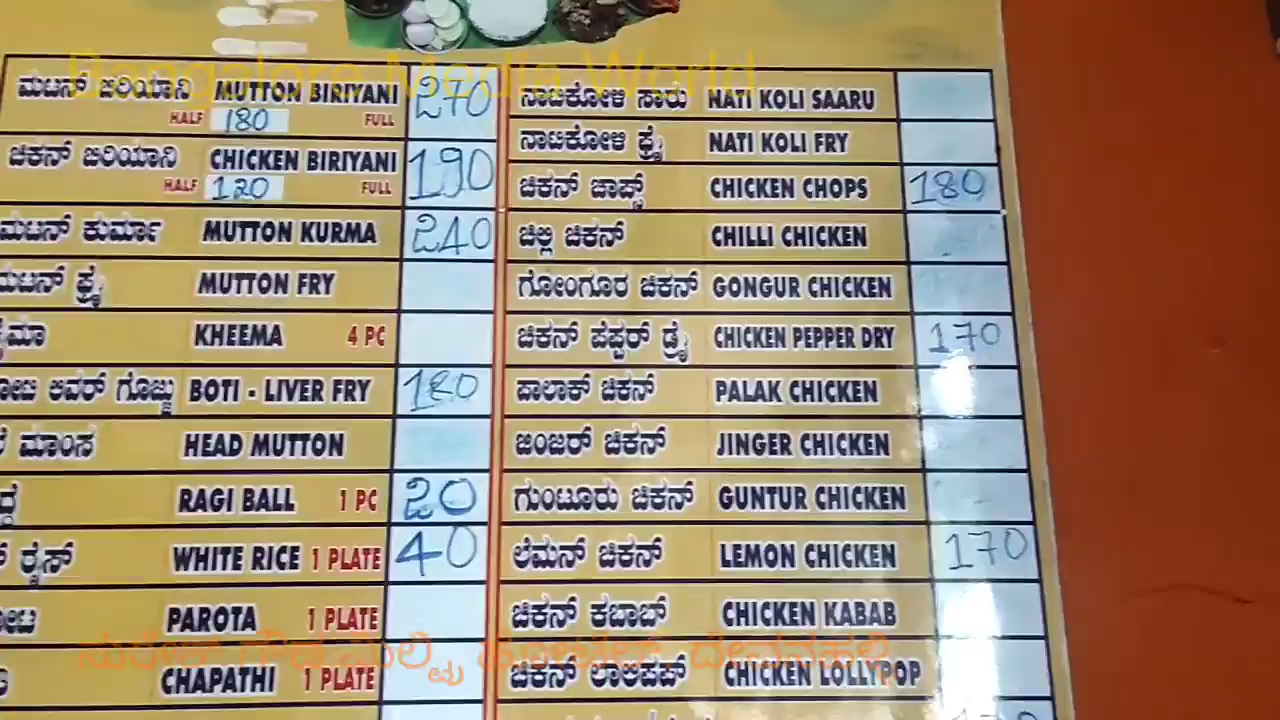 Bangalore Media World
ಮಟನ್ ಬಿರಿಯಾನಿ MUTTON BIRIYANI 270
HALF 180 FULL
ಚಿಕನ್ ಬಿರಿಯಾನಿ CHICKEN BIRIYANI 190
HALF 120 FULL
ಮಟನ್ ಕುರ್ಮಾ MUTTON KURMA 240
ಮಟನ್ ಫ್ರೈ MUTTON FRY
KHEEMA 4 PC
ಲಿವರ್ ಗೊಜ್ಜು BOTI - LIVER FRY 180
ಮಾಂಸ HEAD MUTTON
RAGI BALL 1 PC 20
ರೈಸ್ WHITE RICE 1 PLATE 40
PAROTA 1 PLATE
CHAPATHI 1 PLATE
ನಾಟಿಕೋಳಿ ಸಾರು NATI KOLI SAARU
ನಾಟಿಕೋಳಿ ಫ್ರೈ NATI KOLI FRY
ಚಿಕನ್ ಚಾಪ್ಸ್ CHICKEN CHOPS 180
ಚಿಲ್ಲಿ ಚಿಕನ್ CHILLI CHICKEN
ಗೋಂಗೂರ ಚಿಕನ್ GONGUR CHICKEN
ಚಿಕನ್ ಪೆಪ್ಪರ್ ಡ್ರೈ CHICKEN PEPPER DRY 170
ಪಾಲಾಕ್ ಚಿಕನ್ PALAK CHICKEN
ಜಿಂಜರ್ ಚಿಕನ್ JINGER CHICKEN
ಗುಂಟೂರು ಚಿಕನ್ GUNTUR CHICKEN
ಲೆಮನ್ ಚಿಕನ್ LEMON CHICKEN 170
ಚಿಕನ್ ಕಬಾಬ್ CHICKEN KABAB
ಚಿಕನ್ ಲಾಲಿಪಪ್ CHICKEN LOLLYPOP